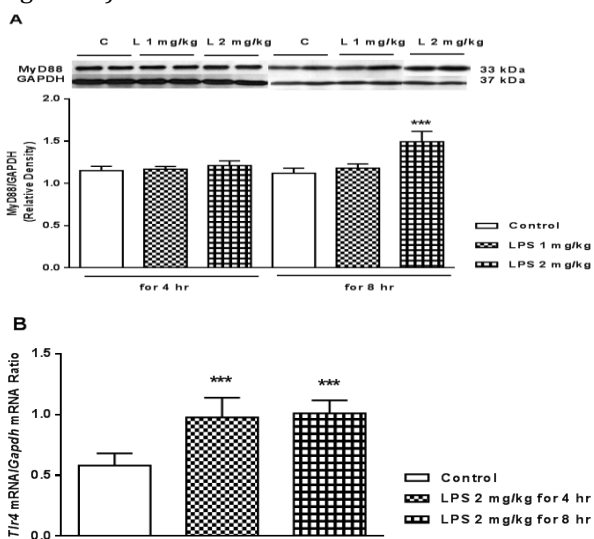 A
C L 1 mg/kg L 2 mg/kg C L 1 mg/kg L 2 mg/kg
MyD88 33 kDa
GAPDH 37 kDa
MyD88/GAPDH
(Relative Density)
2.0
1.5
1.0
0.5
0.0
***
Control
LPS 1 mg/kg
LPS 2 mg/kg
for 4 hr for 8 hr
B
Tlr4 mRNA/Gapdh mRNA Ratio
1.5
1.0
0.5
0.0
*** ***
Control
LPS 2 mg/kg for 4 hr
LPS 2 mg/kg for 8 hr